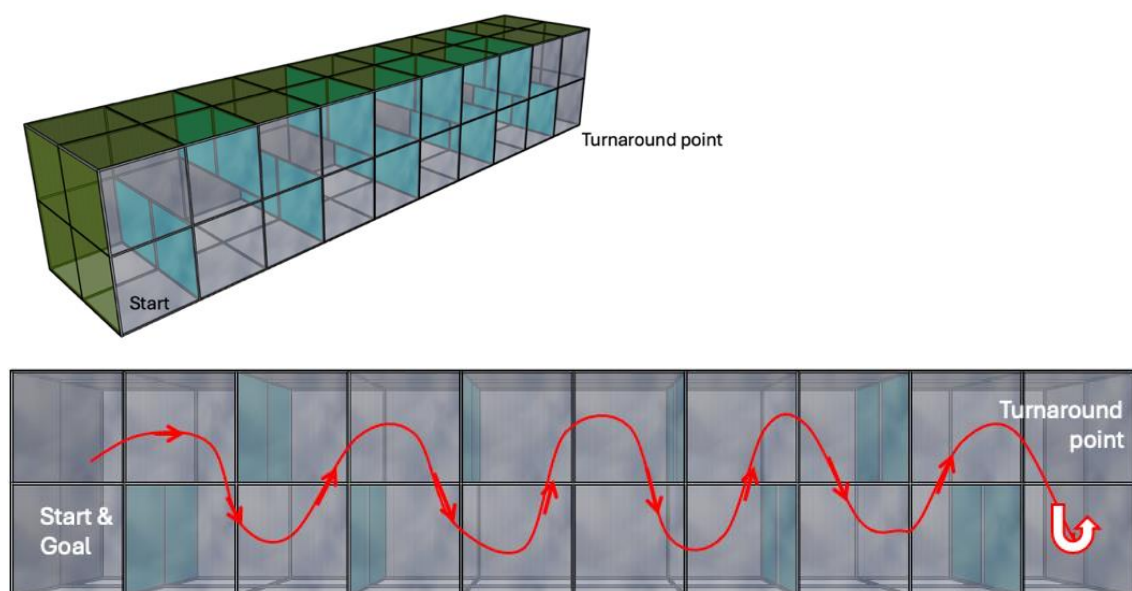 Turnaround point
Start
Turnaround
point
Start &
Goal